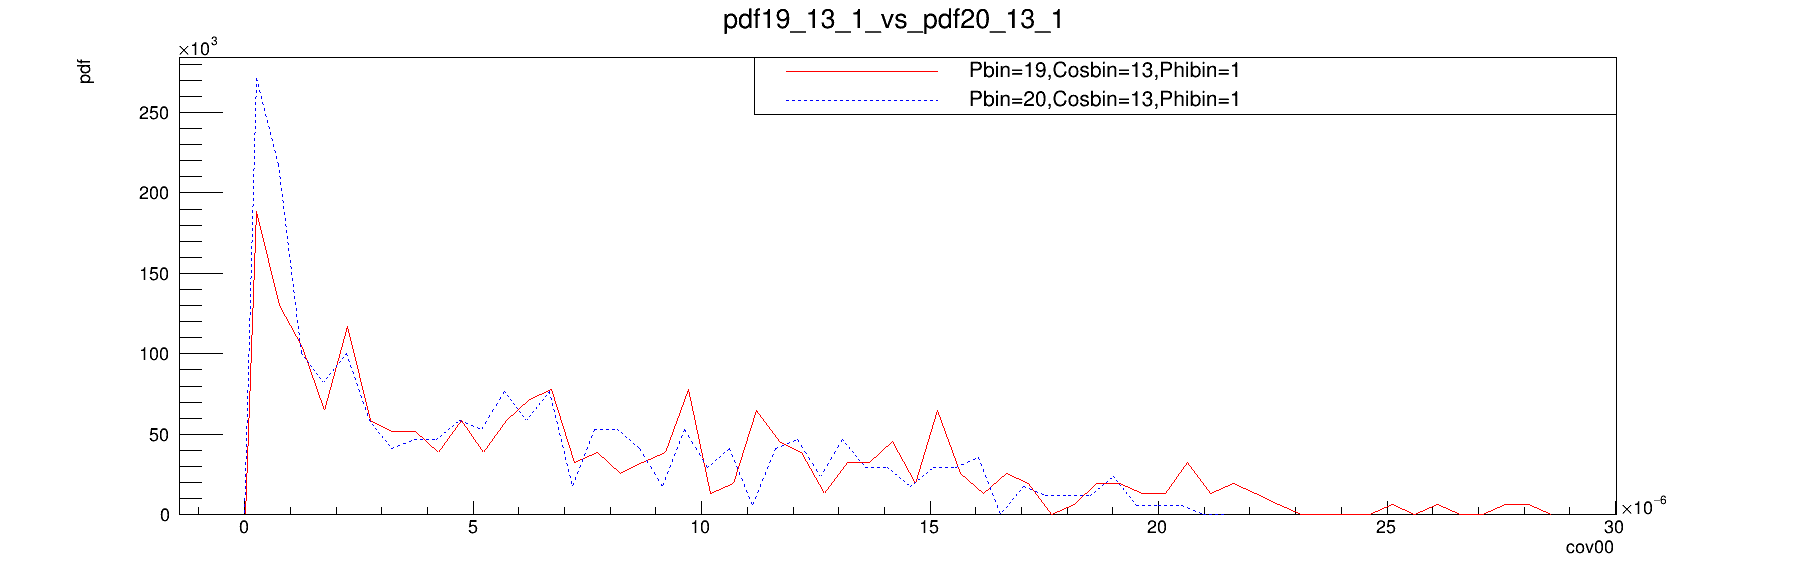 pdf19_13_1_vs_pdf20_13_1
×10³
pdf
Pbin=19,Cosbin=13,Phibin=1
Pbin=20,Cosbin=13,Phibin=1
250
200
150
100
50
0
0 5 10 15 20 25 30 ×10⁻⁶
cov00